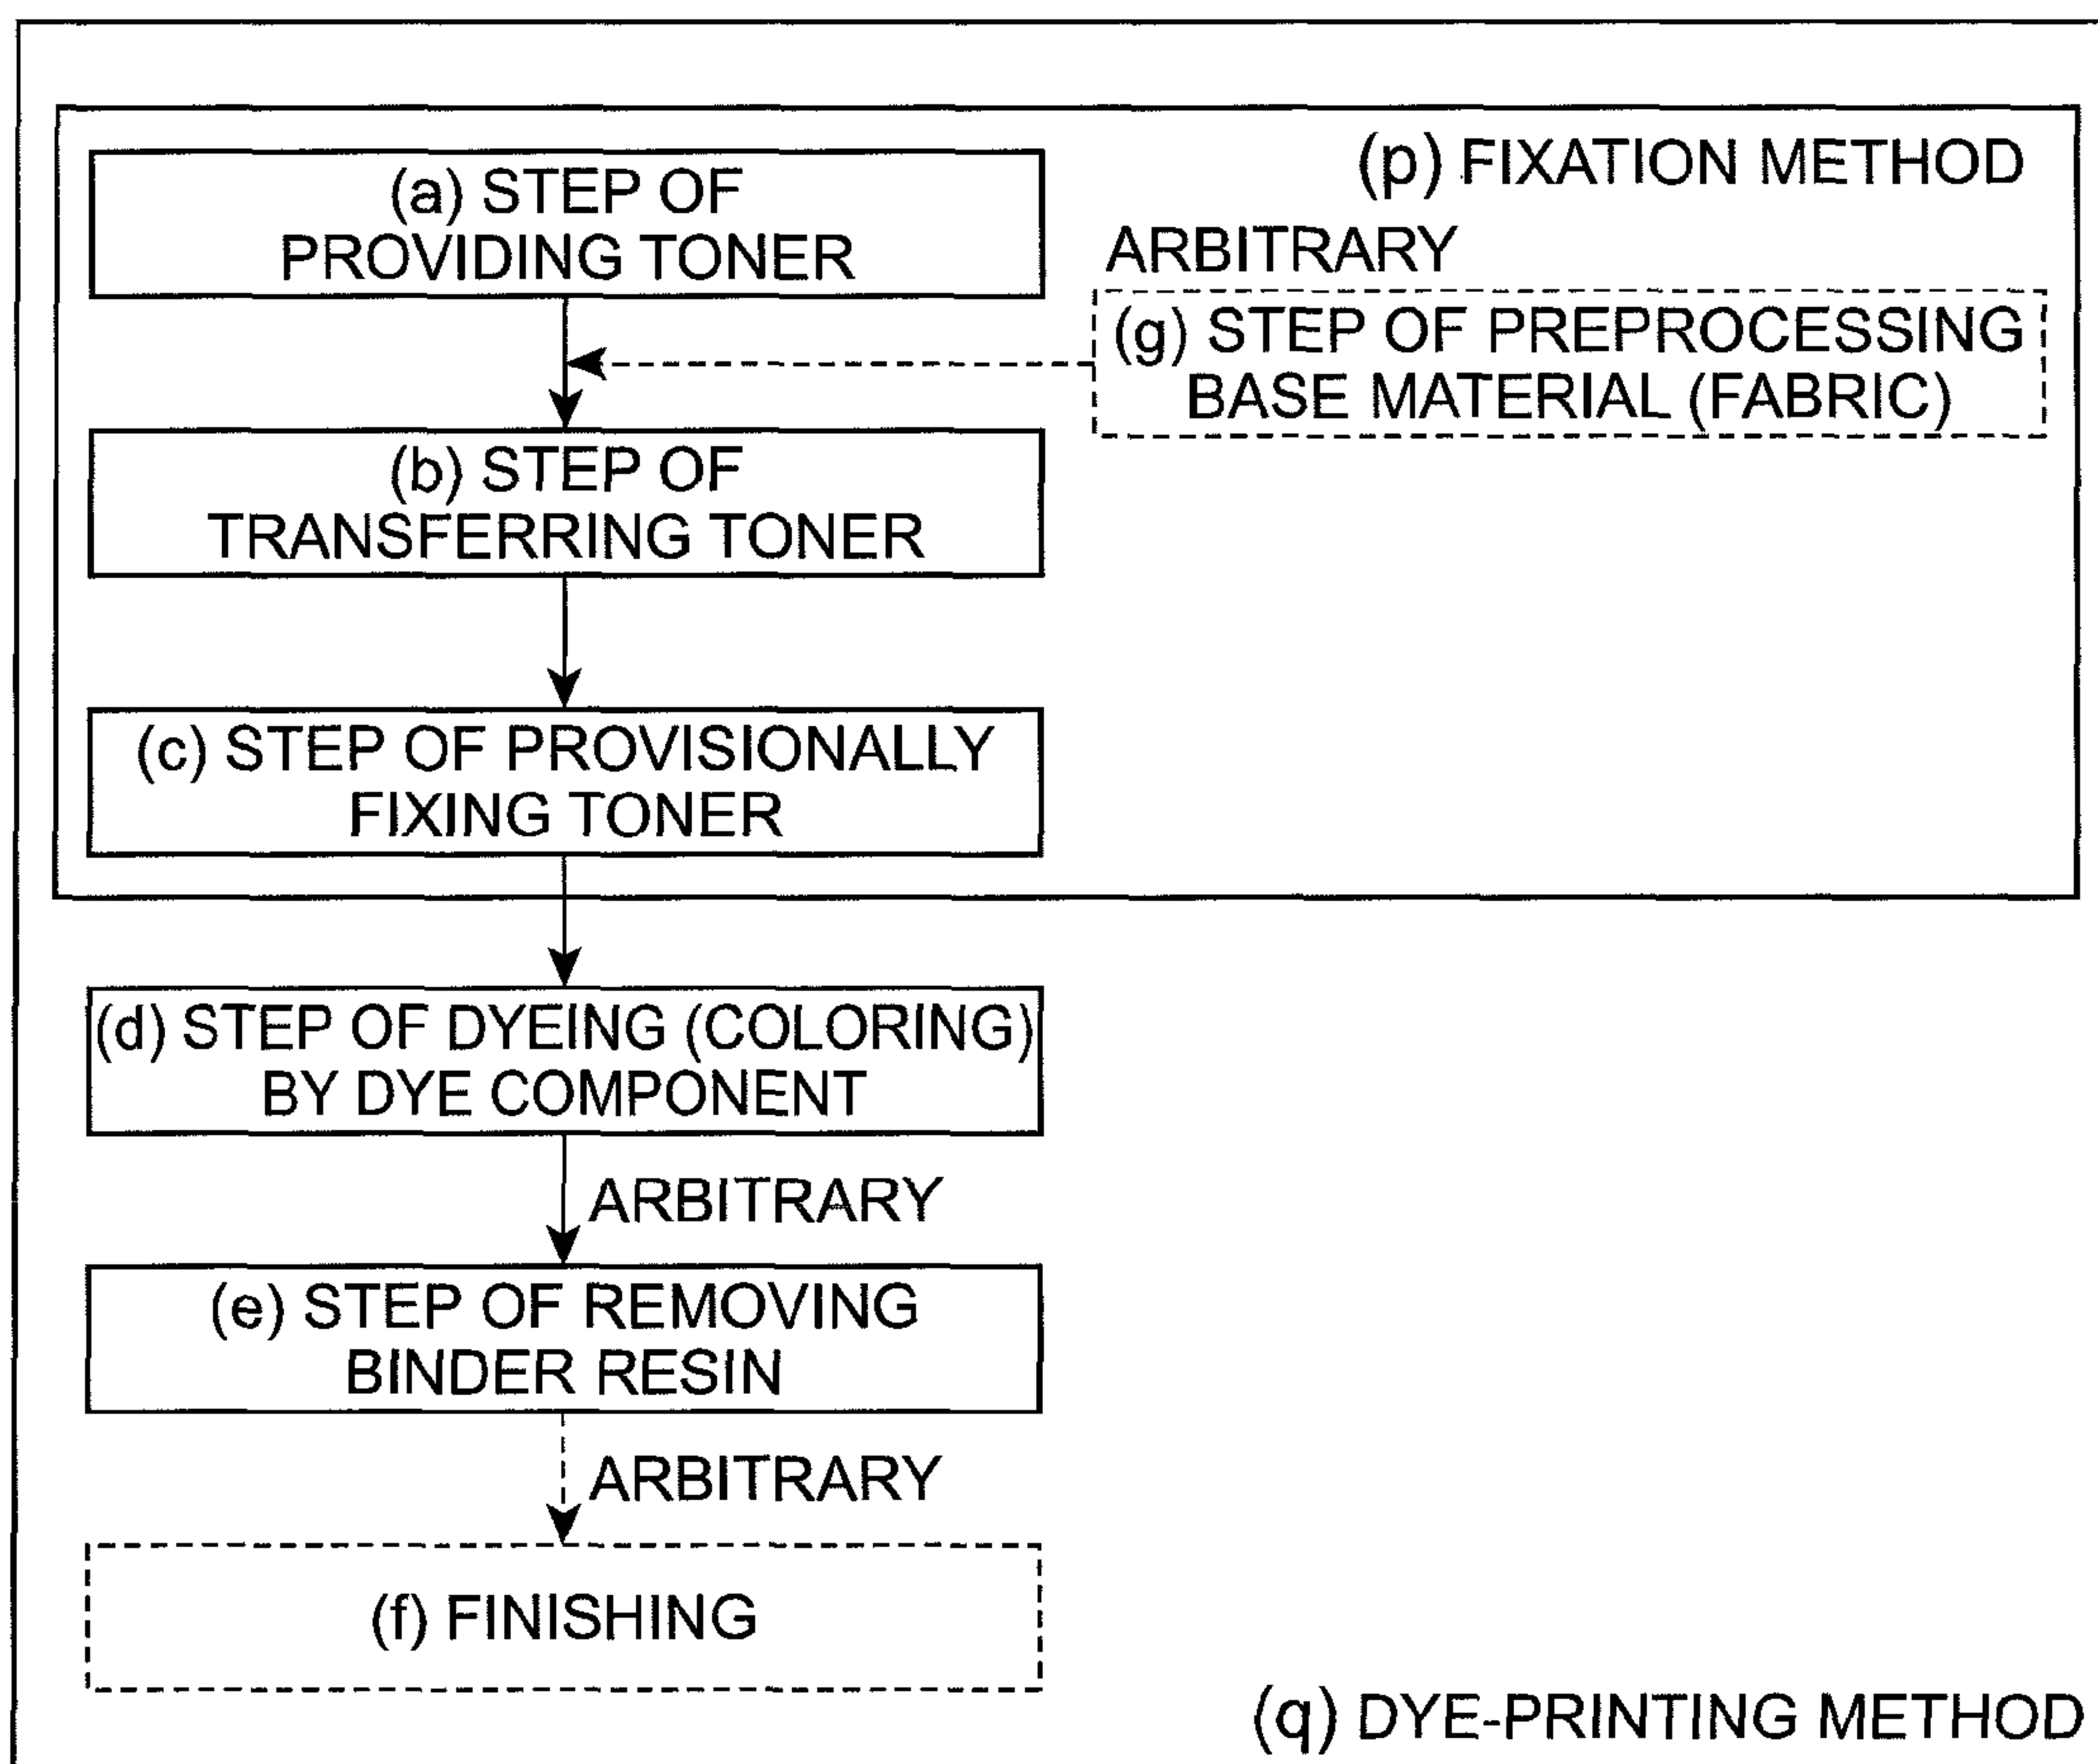 (p) FIXATION METHOD
(a) STEP OF
PROVIDING TONER
ARBITRARY
(g) STEP OF PREPROCESSING
BASE MATERIAL (FABRIC)
(b) STEP OF
TRANSFERRING TONER
(c) STEP OF PROVISIONALLY
FIXING TONER
(d) STEP OF DYEING (COLORING)
BY DYE COMPONENT
ARBITRARY
(e) STEP OF REMOVING
BINDER RESIN
ARBITRARY
(f) FINISHING
(q) DYE-PRINTING METHOD